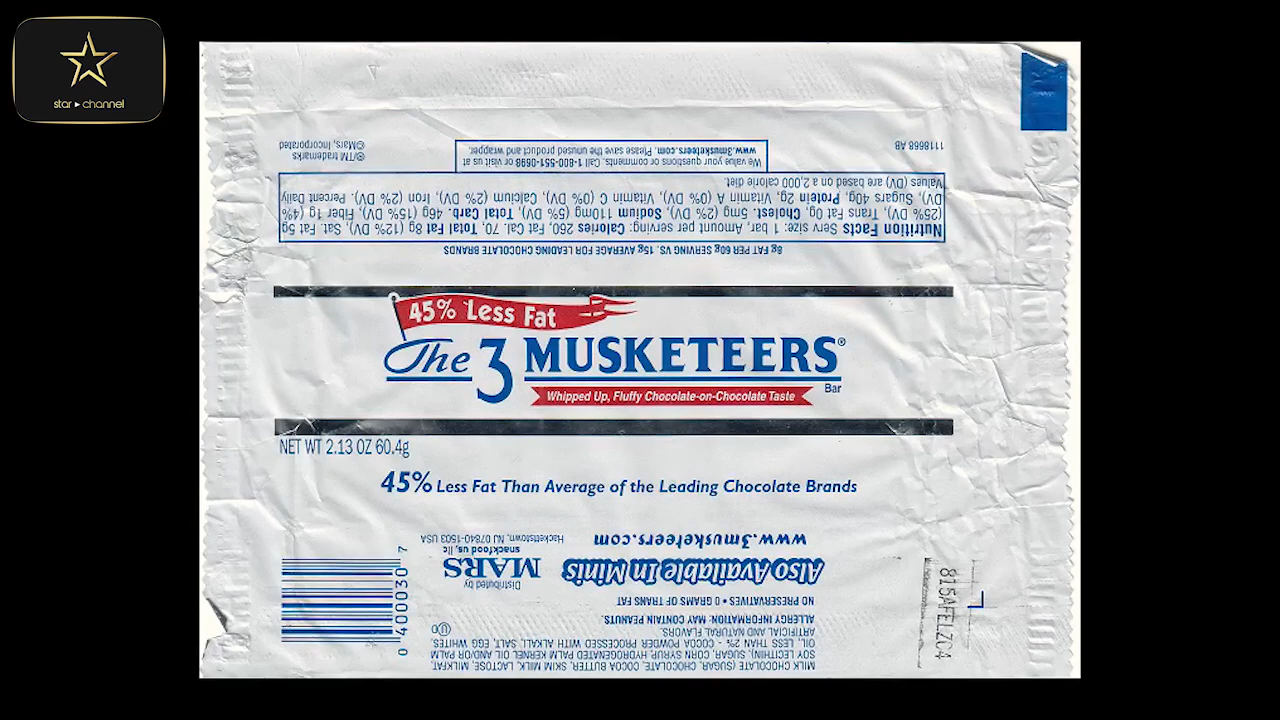 star channel
®/TM trademarks
©Mars, Incorporated
We value your questions or comments. Call 1-800-551-0698 or visit us at
www.3musketeers.com. Please save the unused product and wrapper.
1118668 AB
Nutrition Facts Serv size: 1 bar, Amount per serving: Calories 260, Fat Cal. 70, Total Fat 8g (12% DV), Sat. Fat 5g
(25% DV), Trans Fat 0g, Cholest. 5mg (2% DV), Sodium 110mg (5% DV), Total Carb. 46g (15% DV), Fiber 1g (4%
DV), Sugars 40g, Protein 2g, Vitamin A (0% DV), Vitamin C (0% DV), Calcium (2% DV), Iron (2% DV). Percent Daily
Values (DV) are based on a 2,000 calorie diet.
8g FAT PER 60g SERVING VS. 15g AVERAGE FOR LEADING CHOCOLATE BRANDS
45% Less Fat
The 3 MUSKETEERS®
Bar
Whipped Up, Fluffy Chocolate-on-Chocolate Taste
NET WT 2.13 OZ 60.4g
45% Less Fat Than Average of the Leading Chocolate Brands
MILK CHOCOLATE (SUGAR, CHOCOLATE, COCOA BUTTER, SKIM MILK, LACTOSE, MILKFAT,
SOY LECITHIN), SUGAR, CORN SYRUP, HYDROGENATED PALM KERNEL OIL AND/OR PALM
OIL, LESS THAN 2% - COCOA POWDER PROCESSED WITH ALKALI, SALT, EGG WHITES,
ARTIFICIAL AND NATURAL FLAVORS.
ALLERGY INFORMATION: MAY CONTAIN PEANUTS.
UD
NO PRESERVATIVES • 0 GRAMS OF TRANS FAT
Also Available In Minis
www.3musketeers.com
Distributed by
MARS
snackfood us, llc
Hackettstown, NJ 07840-1503 USA
0 400030 7
815AFELZC4